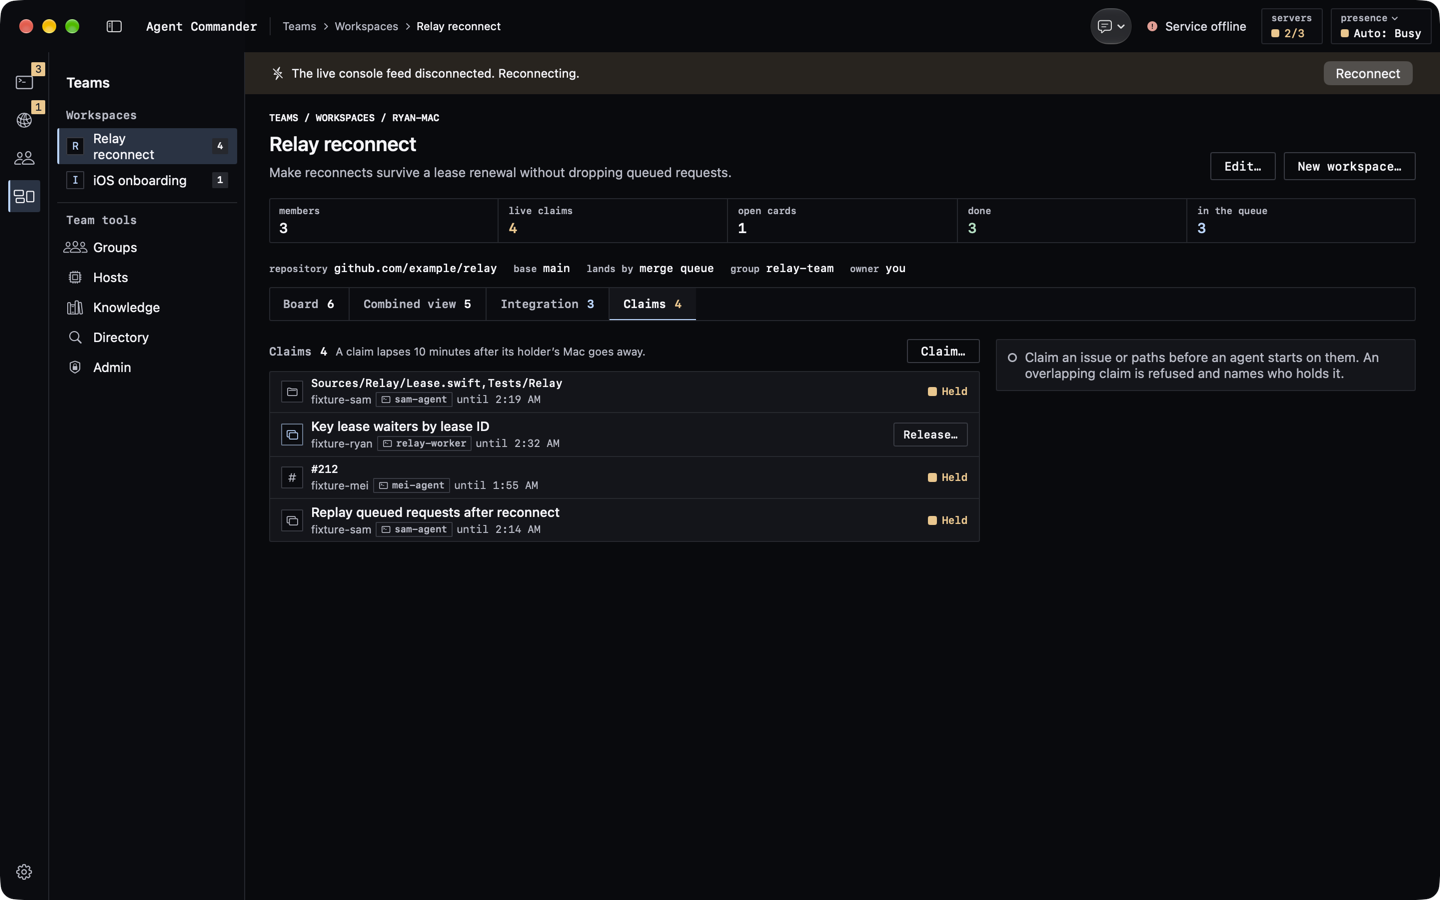 Agent Commander
Teams > Workspaces > Relay reconnect
Service offline
servers
2/3
presence
Auto: Busy
3
1
Teams
Workspaces
R Relay reconnect 4
I iOS onboarding 1
Team tools
Groups
Hosts
Knowledge
Directory
Admin
The live console feed disconnected. Reconnecting.
Reconnect
TEAMS / WORKSPACES / RYAN-MAC
Relay reconnect
Make reconnects survive a lease renewal without dropping queued requests.
Edit…
New workspace…
members
3
live claims
4
open cards
1
done
3
in the queue
3
repository github.com/example/relay base main lands by merge queue group relay-team owner you
Board 6
Combined view 5
Integration 3
Claims 4
Claims 4 A claim lapses 10 minutes after its holder’s Mac goes away.
Claim…
Sources/Relay/Lease.swift,Tests/Relay
fixture-sam sam-agent until 2:19 AM
Held
Key lease waiters by lease ID
fixture-ryan relay-worker until 2:32 AM
Release…
# #212
fixture-mei mei-agent until 1:55 AM
Held
Replay queued requests after reconnect
fixture-sam sam-agent until 2:14 AM
Held
Claim an issue or paths before an agent starts on them. An
overlapping claim is refused and names who holds it.